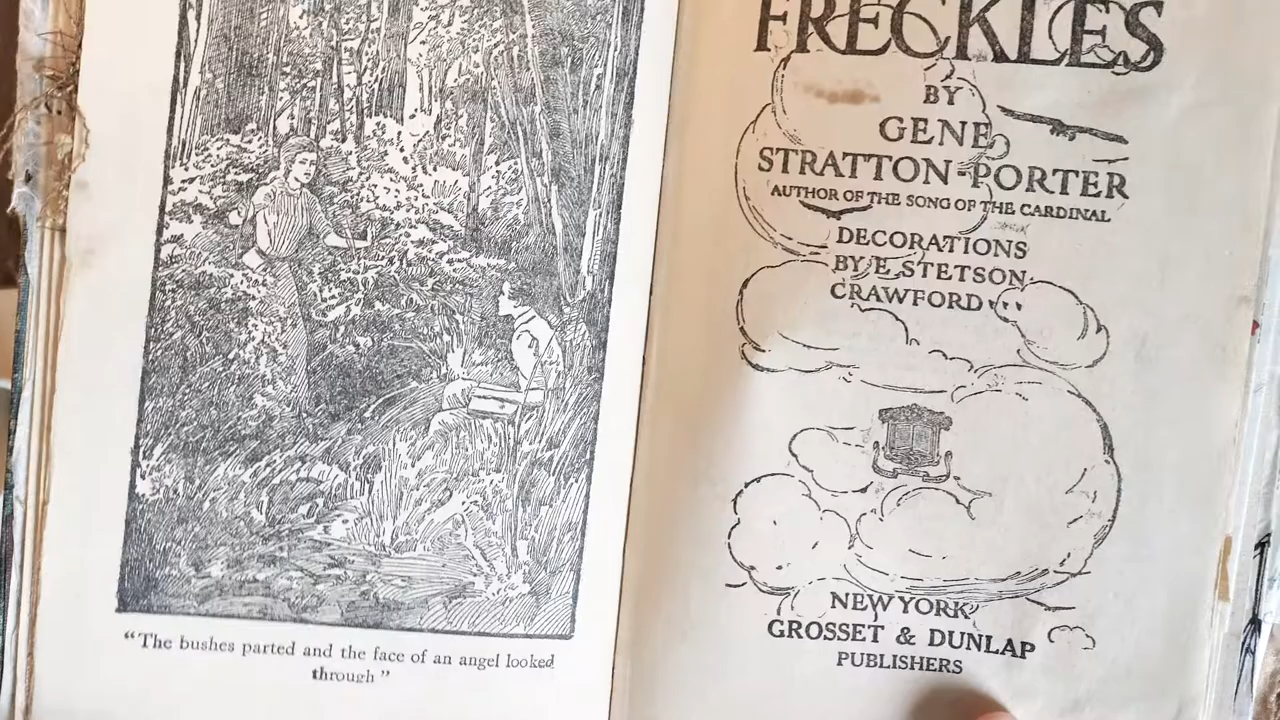 "The bushes parted and the face of an angel looked
through"
FRECKLES
BY
GENE
STRATTON-PORTER
AUTHOR OF THE SONG OF THE CARDINAL
DECORATIONS
BY E STETSON
CRAWFORD
NEW YORK
GROSSET & DUNLAP
PUBLISHERS